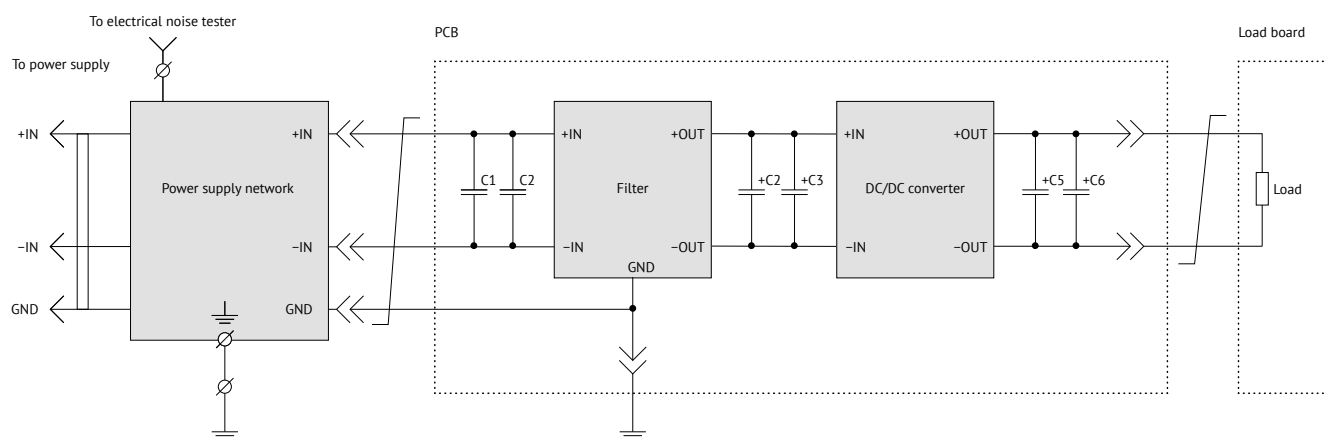 To electrical noise tester
PCB
Load board
To power supply
+IN
+IN
+IN
+OUT
+IN
+OUT
Power supply network
C1
C2
Filter
+C2
+C3
DC/DC converter
+C5
+C6
Load
−IN
−IN
−IN
−OUT
−IN
−OUT
GND
GND
GND